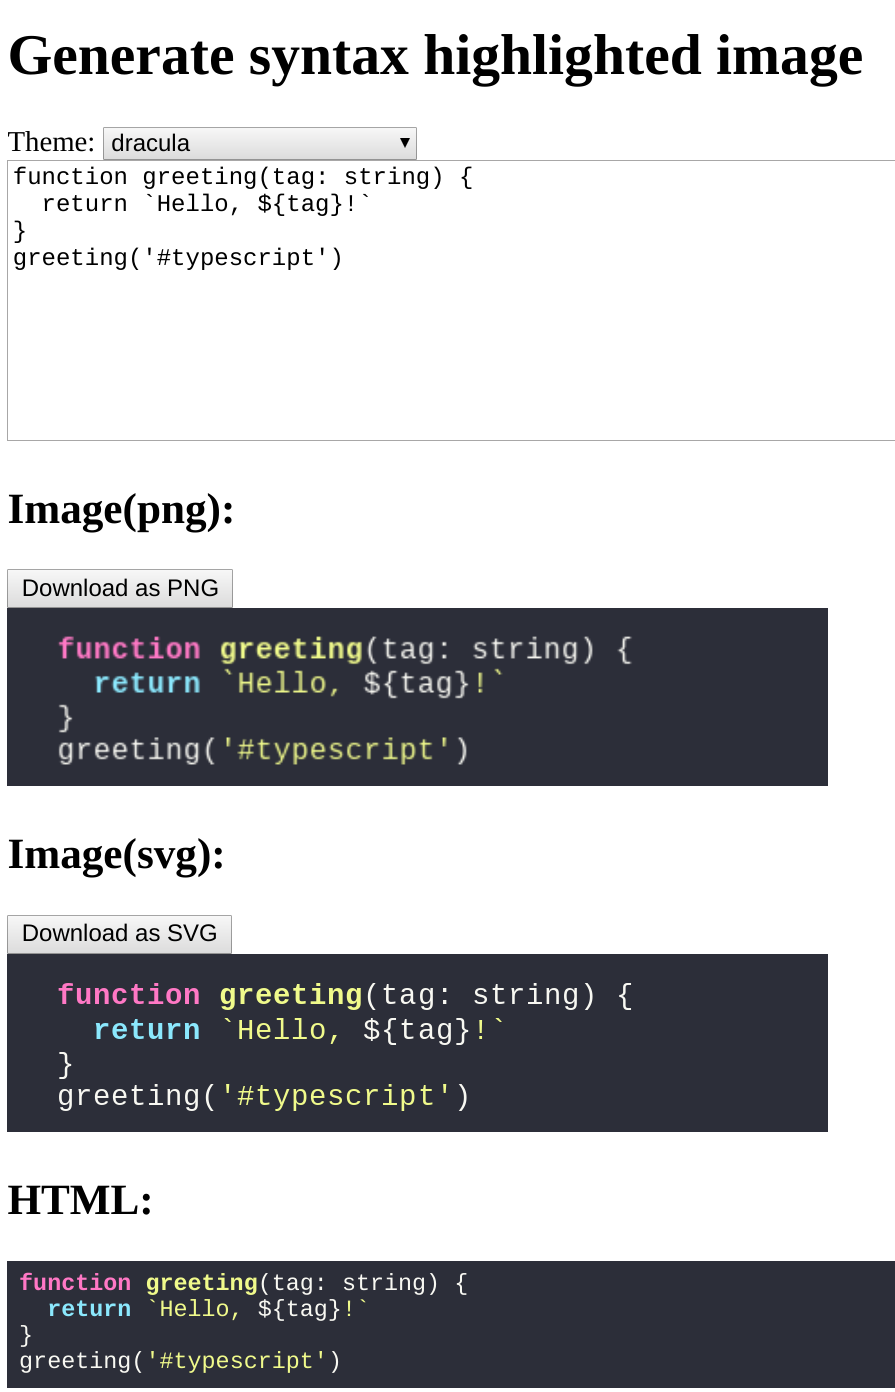 Generate syntax highlighted image
Theme: dracula
function greeting(tag: string) {
  return `Hello, ${tag}!`
}
greeting('#typescript')
Image(png):
Download as PNG
function greeting(tag: string) {
  return `Hello, ${tag}!`
}
greeting('#typescript')
Image(svg):
Download as SVG
function greeting(tag: string) {
  return `Hello, ${tag}!`
}
greeting('#typescript')
HTML:
function greeting(tag: string) {
  return `Hello, ${tag}!`
}
greeting('#typescript')